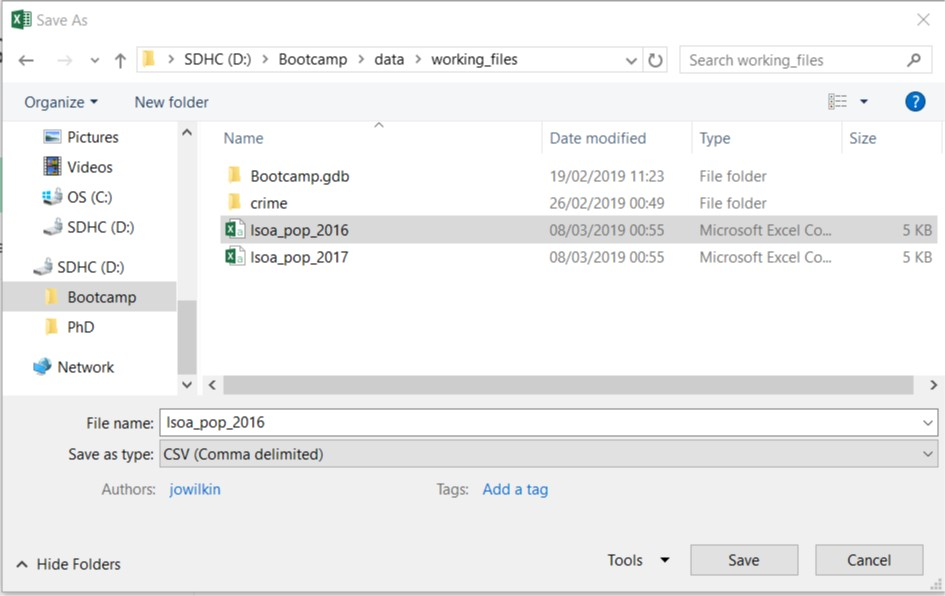 Save As
SDHC (D:) Bootcamp data working_files
Search working_files
Organize New folder
?
Pictures
Videos
OS (C:)
SDHC (D:)
SDHC (D:)
Bootcamp
PhD
Network
Name Date modified Type Size
Bootcamp.gdb 19/02/2019 11:23 File folder
crime 26/02/2019 00:49 File folder
lsoa_pop_2016 08/03/2019 00:55 Microsoft Excel Co... 5 KB
lsoa_pop_2017 08/03/2019 00:55 Microsoft Excel Co... 5 KB
File name: lsoa_pop_2016
Save as type: CSV (Comma delimited)
Authors: jowilkin Tags: Add a tag
Hide Folders Tools Save Cancel